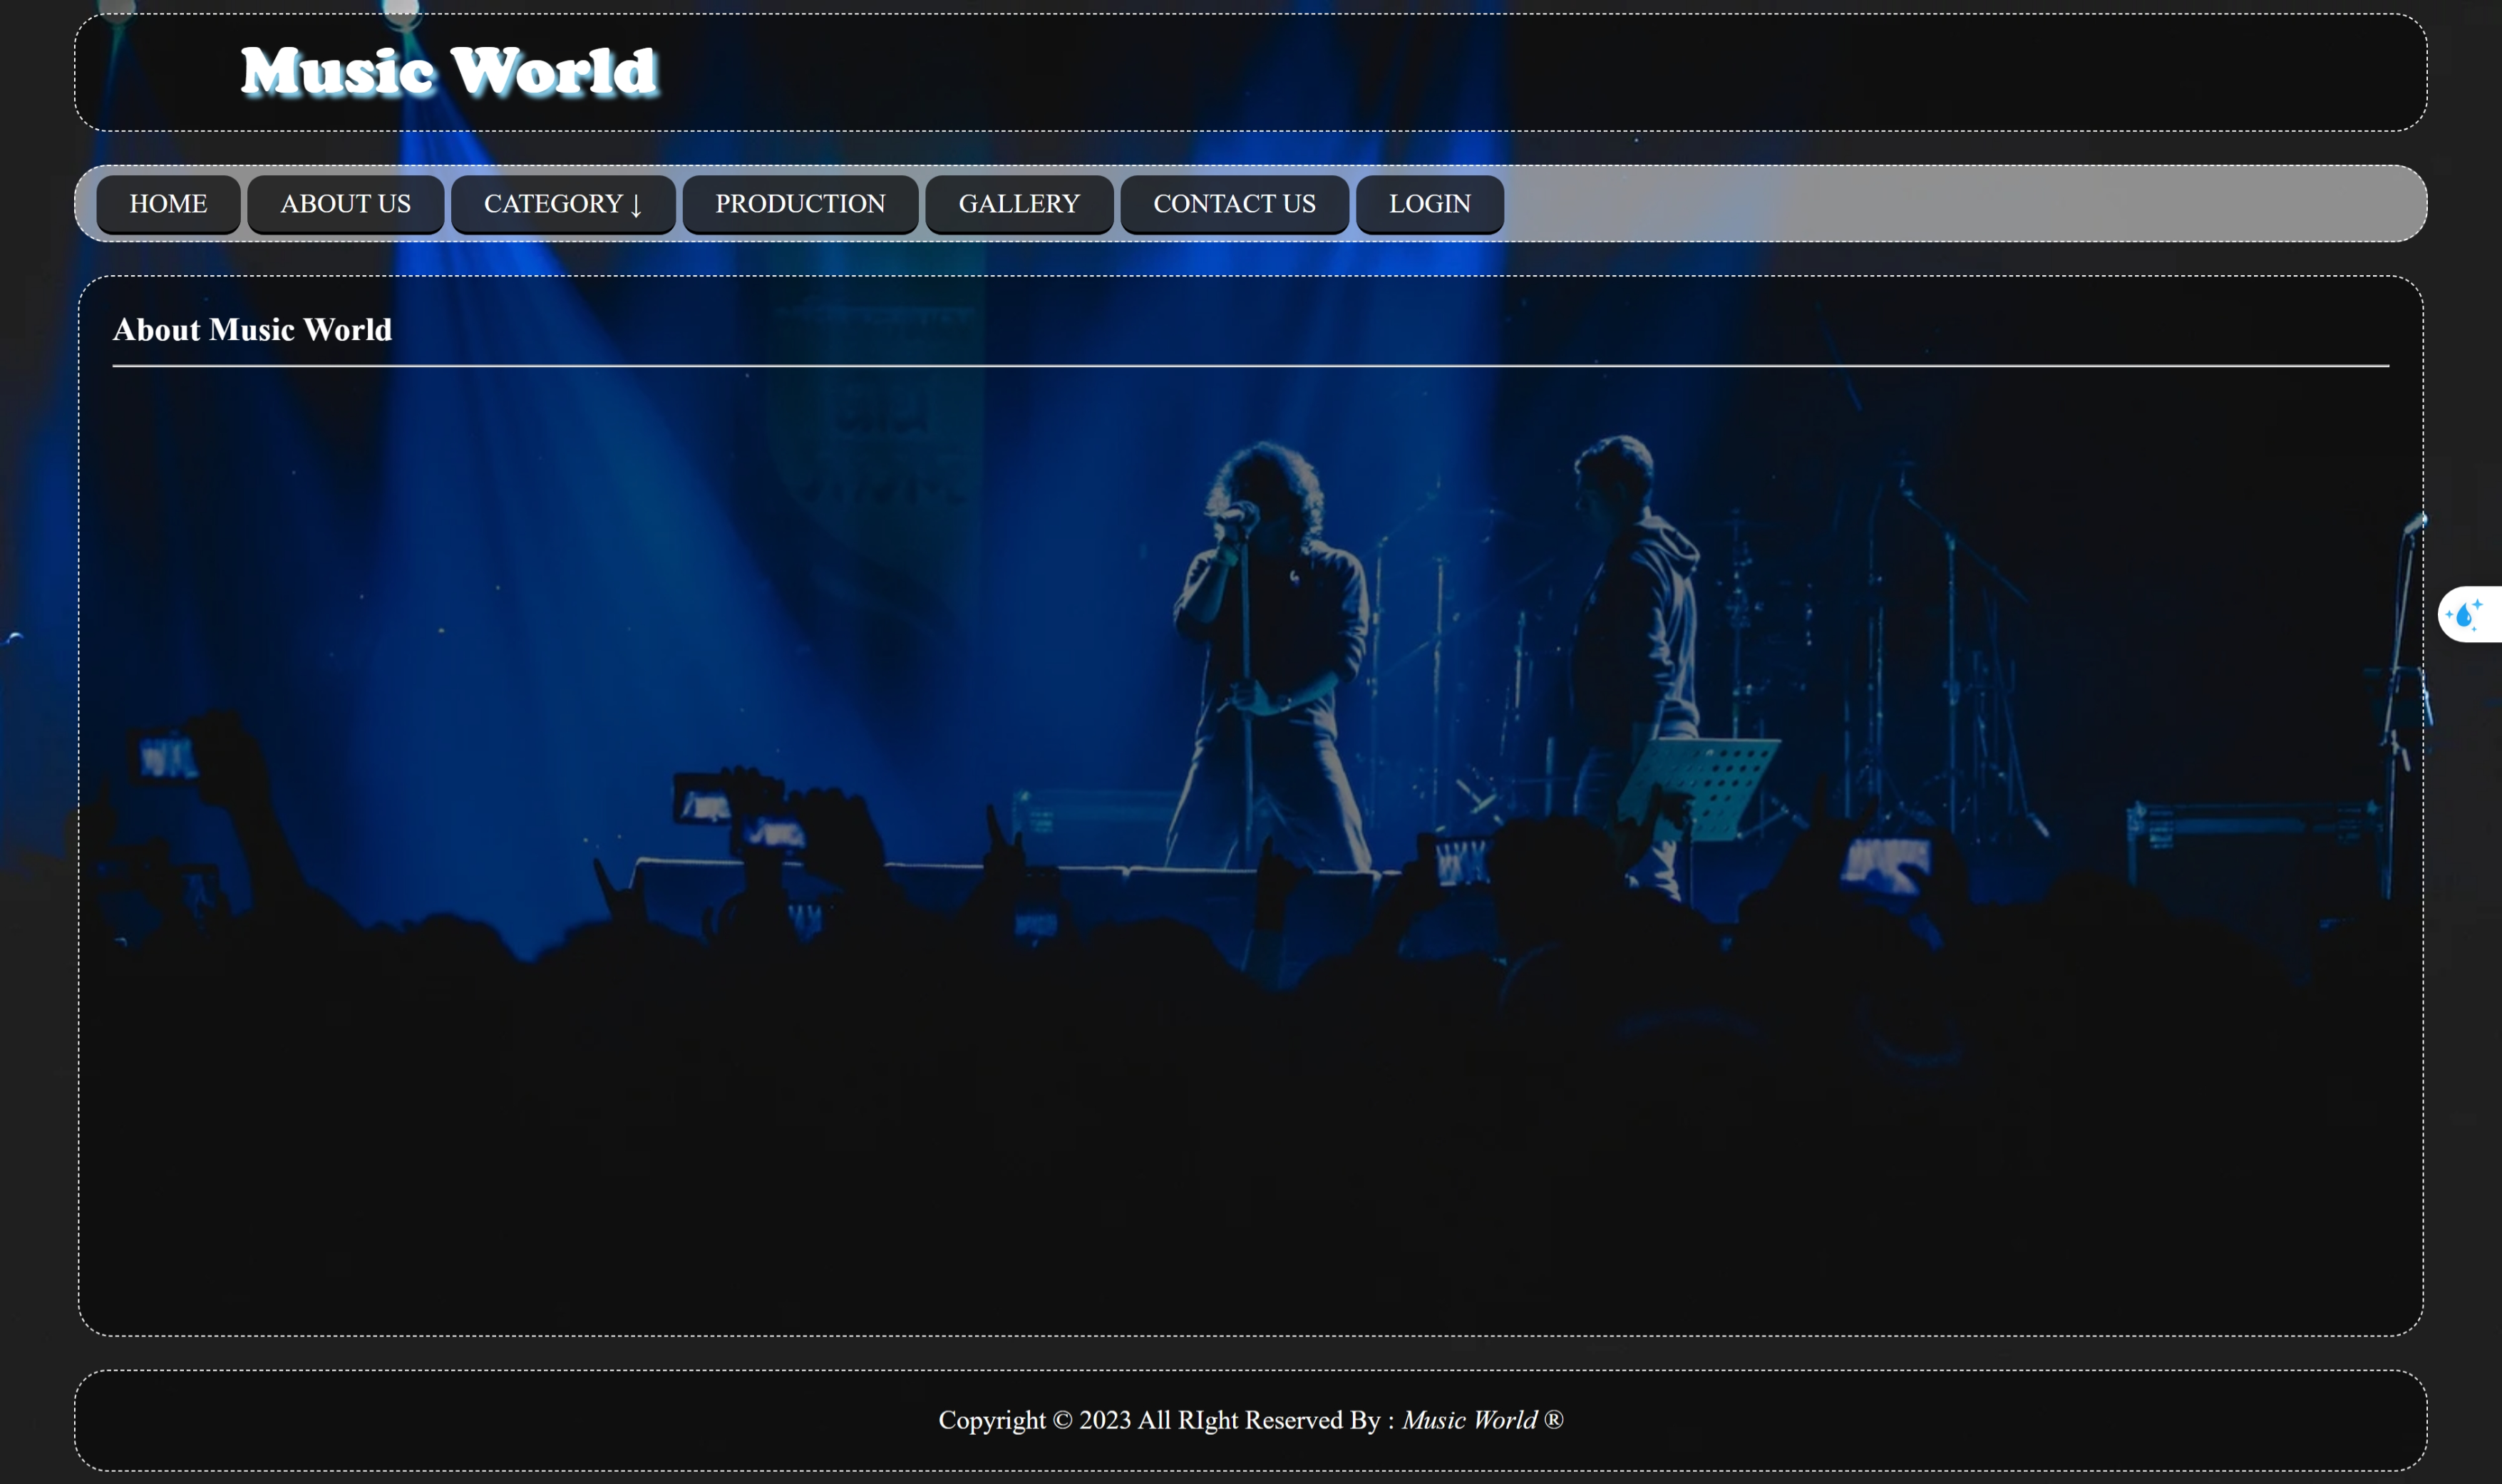 Music World
HOME ABOUT US CATEGORY ↓ PRODUCTION GALLERY CONTACT US LOGIN
About Music World
Copyright © 2023 All RIght Reserved By : Music World ®